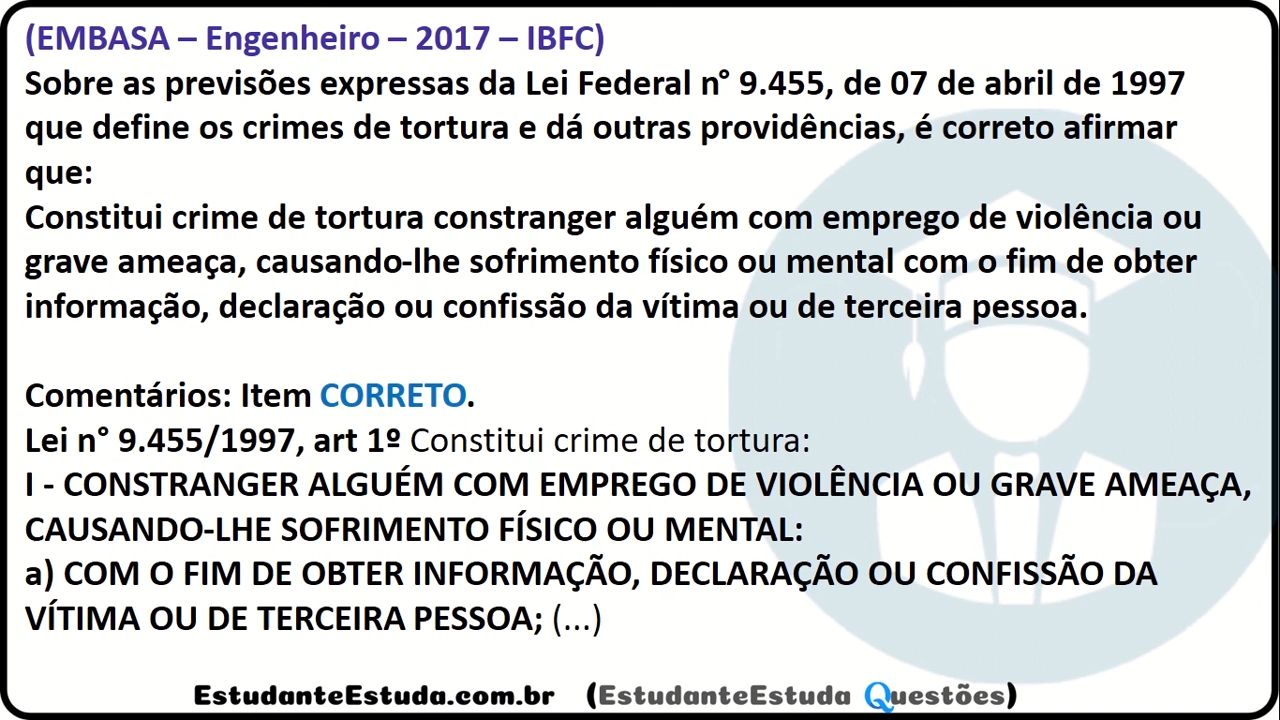 (EMBASA – Engenheiro – 2017 – IBFC)
Sobre as previsões expressas da Lei Federal n° 9.455, de 07 de abril de 1997
que define os crimes de tortura e dá outras providências, é correto afirmar
que:
Constitui crime de tortura constranger alguém com emprego de violência ou
grave ameaça, causando-lhe sofrimento físico ou mental com o fim de obter
informação, declaração ou confissão da vítima ou de terceira pessoa.
Comentários: Item CORRETO.
Lei n° 9.455/1997, art 1º Constitui crime de tortura:
I - CONSTRANGER ALGUÉM COM EMPREGO DE VIOLÊNCIA OU GRAVE AMEAÇA,
CAUSANDO-LHE SOFRIMENTO FÍSICO OU MENTAL:
a) COM O FIM DE OBTER INFORMAÇÃO, DECLARAÇÃO OU CONFISSÃO DA
VÍTIMA OU DE TERCEIRA PESSOA; (...)
EstudanteEstuda.com.br (EstudanteEstuda Questões)